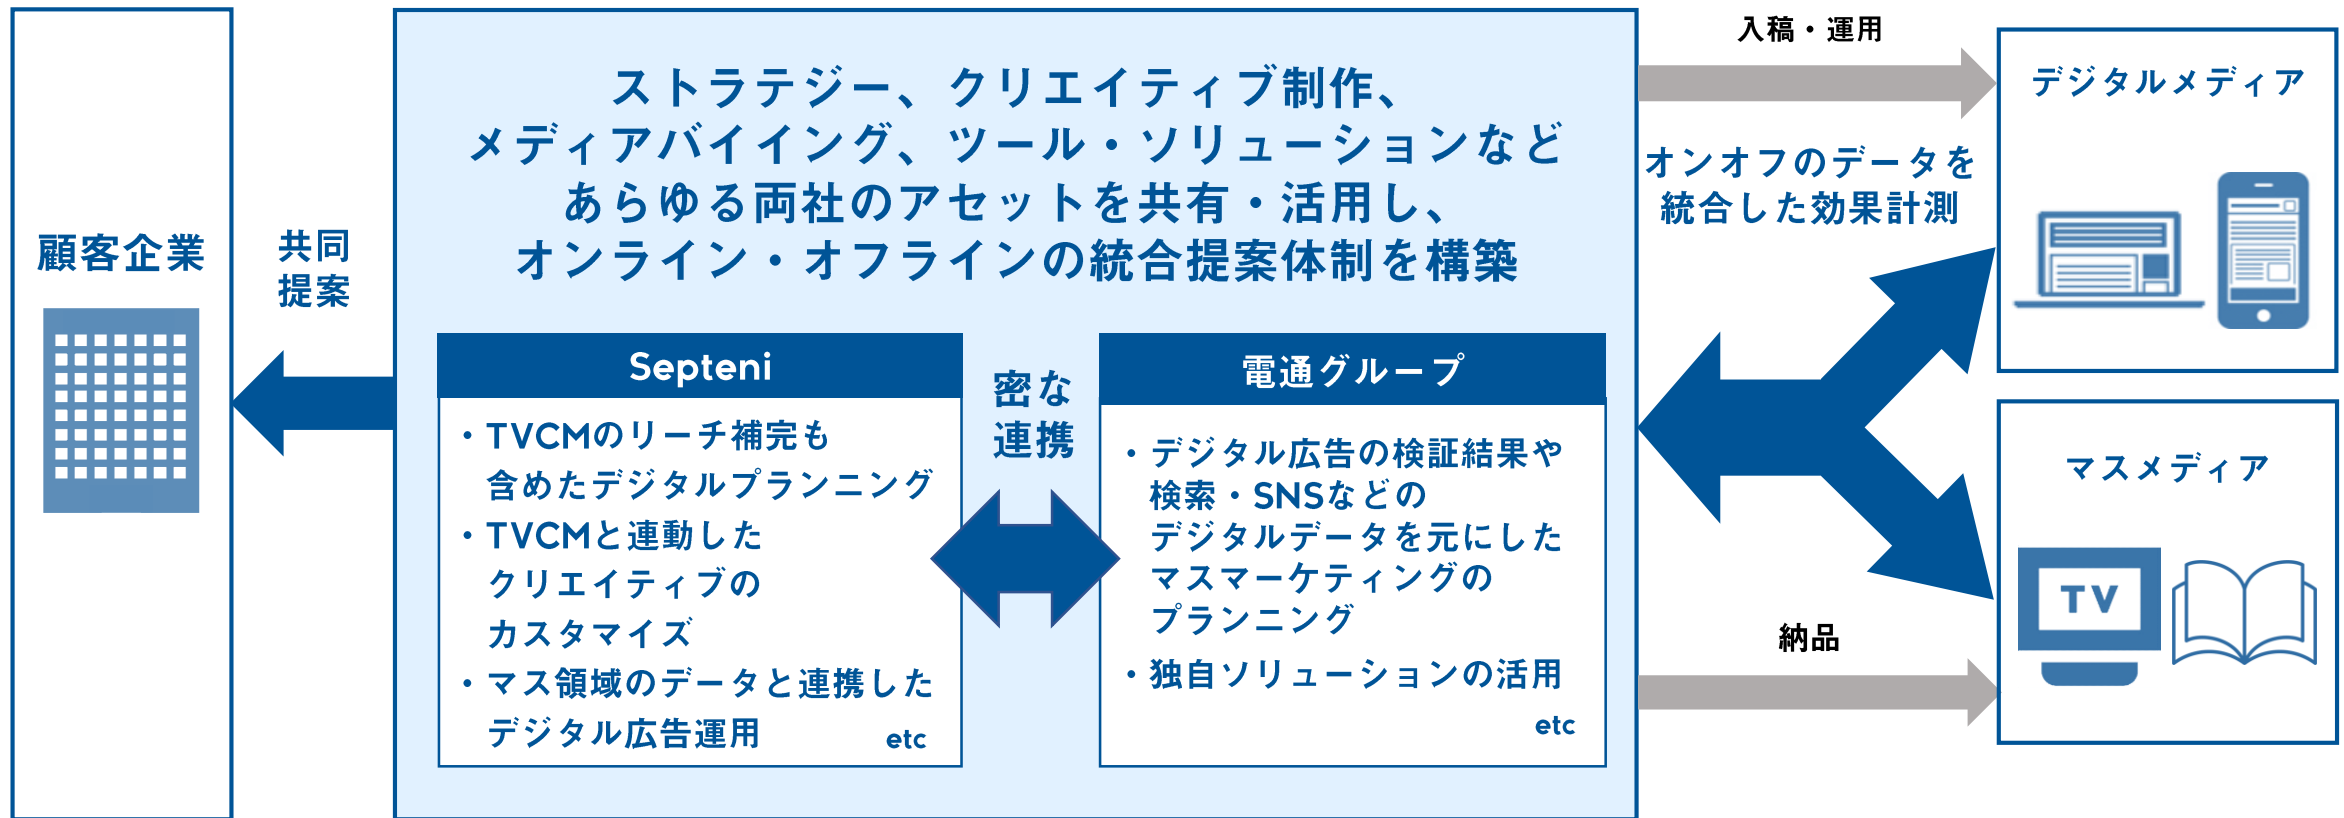 顧客企業
共同
提案
ストラテジー、クリエイティブ制作、
メディアバイイング、ツール・ソリューションなど
あらゆる両社のアセットを共有・活用し、
オンライン・オフラインの統合提案体制を構築
Septeni
・TVCMのリーチ補完も
含めたデジタルプランニング
・TVCMと連動した
クリエイティブの
カスタマイズ
・マス領域のデータと連携した
デジタル広告運用
etc
密な
連携
電通グループ
・デジタル広告の検証結果や
検索・SNSなどの
デジタルデータを元にした
マスマーケティングの
プランニング
・独自ソリューションの活用
etc
入稿・運用
オンオフのデータを
統合した効果計測
納品
デジタルメディア
マスメディア
TV